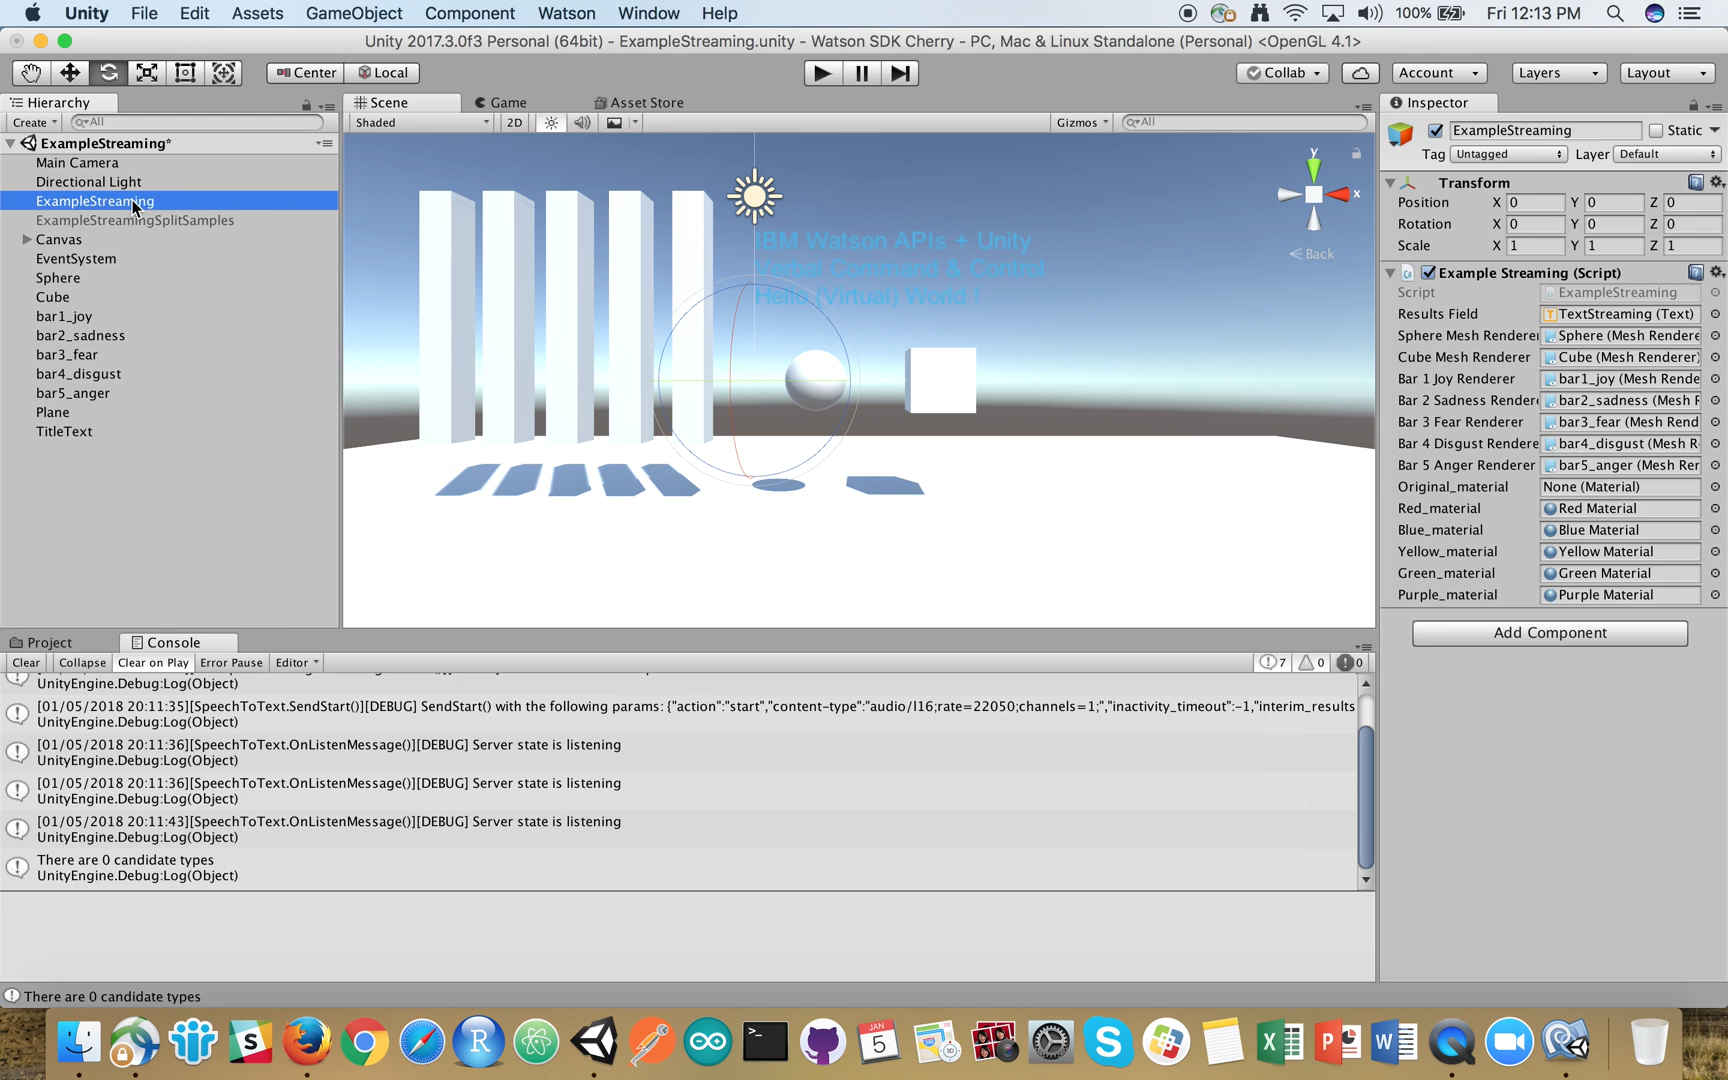 Unity File Edit Assets GameObject Component Watson Window Help 100% Fri 12:13 PM
Unity 2017.3.0f3 Personal (64bit) - ExampleStreaming.unity - Watson SDK Cherry - PC, Mac & Linux Standalone (Personal) <OpenGL 4.1>
Center Local Collab Account Layers Layout
Hierarchy
Create All
ExampleStreaming*
Main Camera
Directional Light
ExampleStreaming
ExampleStreamingSplitSamples
Canvas
EventSystem
Sphere
Cube
bar1_joy
bar2_sadness
bar3_fear
bar4_disgust
bar5_anger
Plane
TitleText
Scene Game Asset Store
Shaded 2D Gizmos All
y
x
Back
IBM Watson APIs + Unity
Verbal Command & Control
Hello (Virtual) World !
Inspector
ExampleStreaming Static
Tag Untagged Layer Default
Transform
Position X 0 Y 0 Z 0
Rotation X 0 Y 0 Z 0
Scale X 1 Y 1 Z 1
Example Streaming (Script)
Script ExampleStreaming
Results Field TextStreaming (Text)
Sphere Mesh Renderer Sphere (Mesh Rendere
Cube Mesh Renderer Cube (Mesh Renderer)
Bar 1 Joy Renderer bar1_joy (Mesh Rende
Bar 2 Sadness Rendere bar2_sadness (Mesh F
Bar 3 Fear Renderer bar3_fear (Mesh Rend
Bar 4 Disgust Rendere bar4_disgust (Mesh R
Bar 5 Anger Renderer bar5_anger (Mesh Rer
Original_material None (Material)
Red_material Red Material
Blue_material Blue Material
Yellow_material Yellow Material
Green_material Green Material
Purple_material Purple Material
Add Component
Project Console
Clear Collapse Clear on Play Error Pause Editor 7 0 0
UnityEngine.Debug:Log(Object)
[01/05/2018 20:11:35][SpeechToText.SendStart()][DEBUG] SendStart() with the following params: {"action":"start","content-type":"audio/l16;rate=22050;channels=1;","inactivity_timeout":-1,"interim_results
UnityEngine.Debug:Log(Object)
[01/05/2018 20:11:36][SpeechToText.OnListenMessage()][DEBUG] Server state is listening
UnityEngine.Debug:Log(Object)
[01/05/2018 20:11:36][SpeechToText.OnListenMessage()][DEBUG] Server state is listening
UnityEngine.Debug:Log(Object)
[01/05/2018 20:11:43][SpeechToText.OnListenMessage()][DEBUG] Server state is listening
UnityEngine.Debug:Log(Object)
There are 0 candidate types
UnityEngine.Debug:Log(Object)
There are 0 candidate types
JAN
5